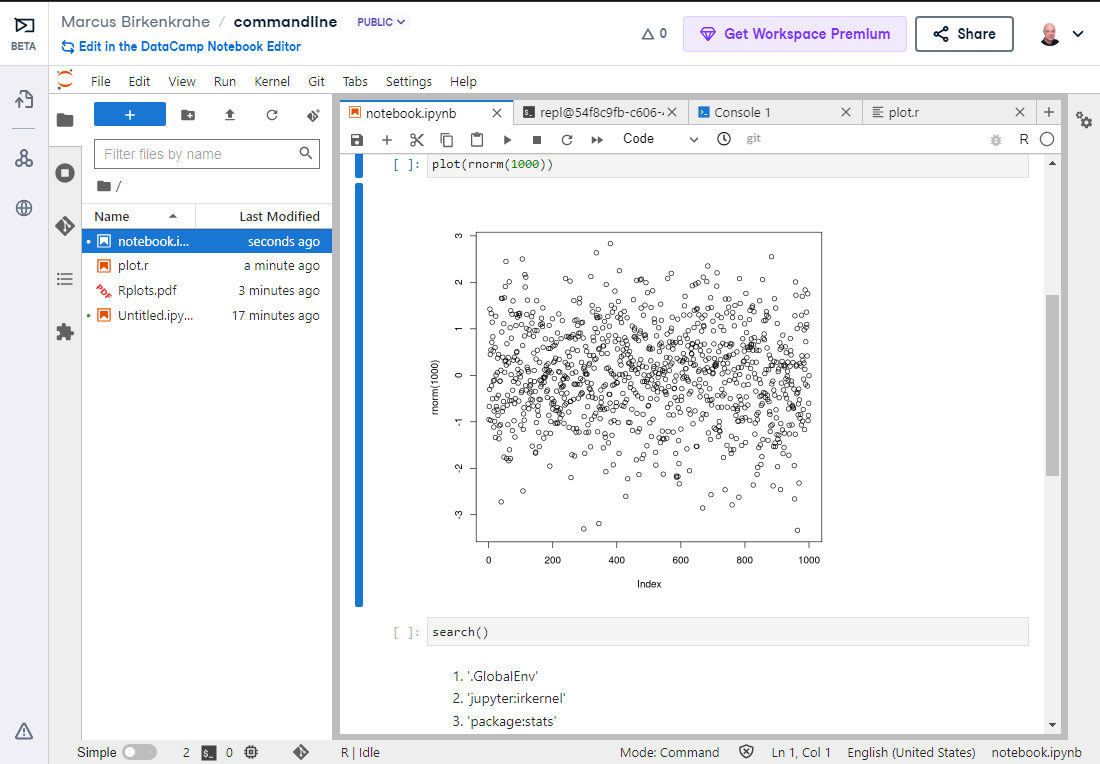 Marcus Birkenkrahe / commandline PUBLIC
BETA
Edit in the DataCamp Notebook Editor
0
Get Workspace Premium
Share
File Edit View Run Kernel Git Tabs Settings Help
+
Filter files by name
/
Name Last Modified
notebook.i... seconds ago
plot.r a minute ago
PDF Rplots.pdf 3 minutes ago
Untitled.ipy... 17 minutes ago
notebook.ipynb
repl@54f8c9fb-c606-
Console 1
plot.r
Code
git
R
[ ]: plot(rnorm(1000))
3
2
1
0
-1
-2
-3
rnorm(1000)
0 200 400 600 800 1000
Index
[ ]: search()
1. '.GlobalEnv'
2. 'jupyter:irkernel'
3. 'package:stats'
Simple 2 $_ 0 R | Idle Mode: Command Ln 1, Col 1 English (United States) notebook.ipynb